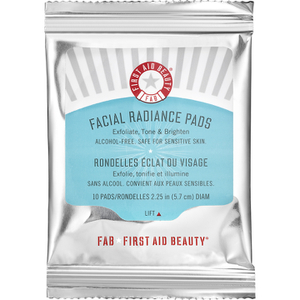 FIRST AID BEAUTY
FAB
FACIAL RADIANCE PADS
Exfoliate, Tone & Brighten
ALCOHOL-FREE. SAFE FOR SENSITIVE SKIN.
RONDELLES ÉCLAT DU VISAGE
Exfolie, tonifie et illumine
SANS ALCOOL. CONVIENT AUX PEAUX SENSIBLES.
10 PADS/RONDELLES 2.25 in (5.7 cm) DIAM
LIFT ▲
FAB FIRST AID BEAUTY®